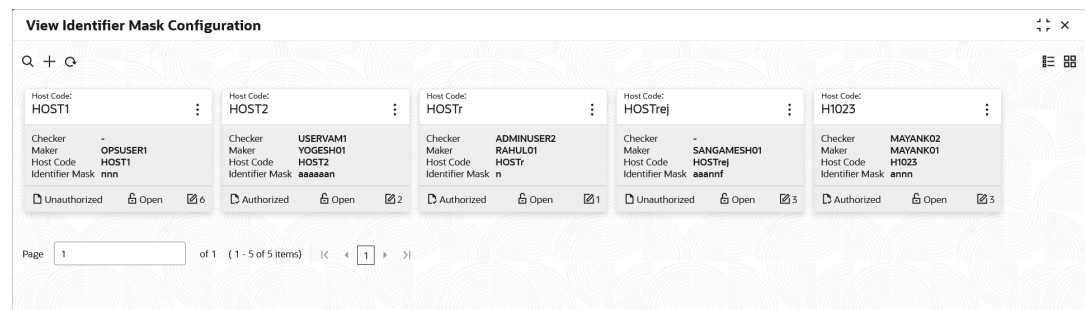 View Identifier Mask Configuration
Host Code:
HOST1
Checker -
Maker OPSUSER1
Host Code HOST1
Identifier Mask nnn
Unauthorized Open 6
Host Code:
HOST2
Checker USERVAM1
Maker YOGESH01
Host Code HOST2
Identifier Mask aaaaaan
Authorized Open 2
Host Code:
HOSTr
Checker ADMINUSER2
Maker RAHUL01
Host Code HOSTr
Identifier Mask n
Authorized Open 1
Host Code:
HOSTrej
Checker -
Maker SANGAMESH01
Host Code HOSTrej
Identifier Mask aaannf
Unauthorized Open 3
Host Code:
H1023
Checker MAYANK02
Maker MAYANK01
Host Code H1023
Identifier Mask annn
Authorized Open 3
Page 1 of 1 ( 1 - 5 of 5 items) 1